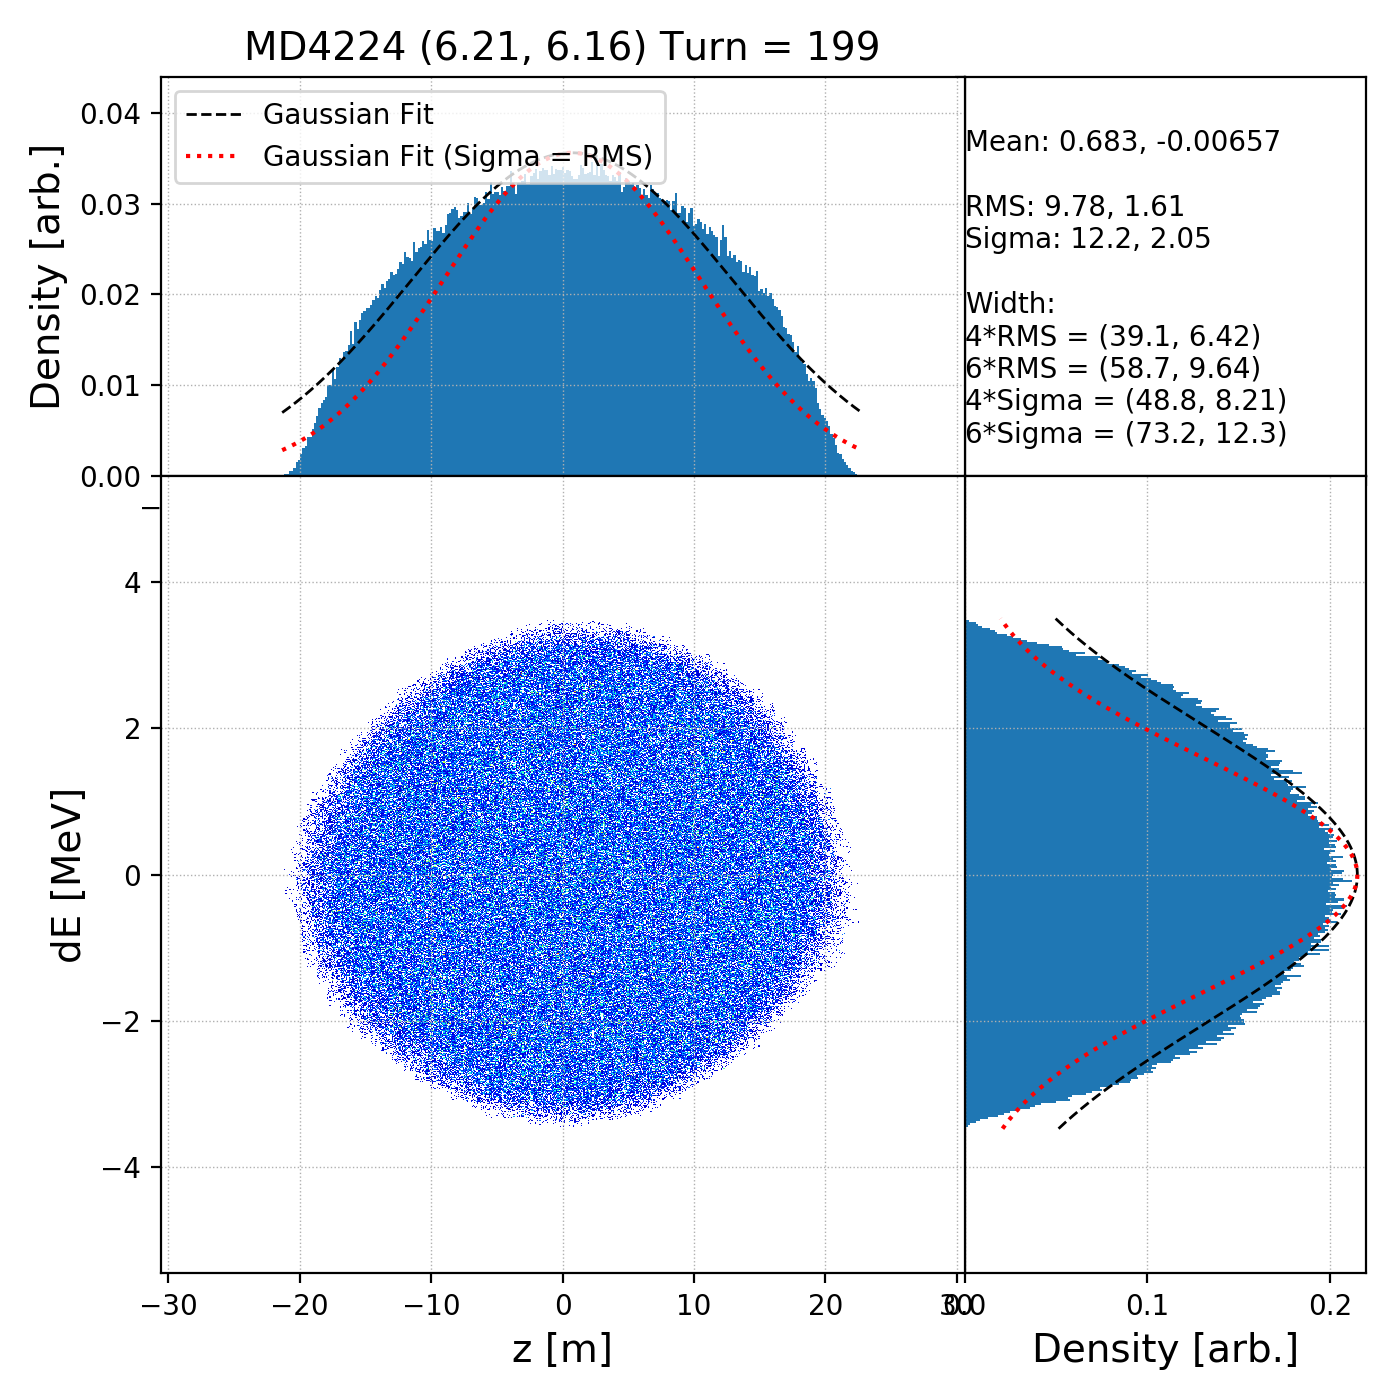 MD4224 (6.21, 6.16) Turn = 199
Gaussian Fit
Gaussian Fit (Sigma = RMS)
0.04
0.03
0.02
0.01
0.00
Density [arb.]
Mean: 0.683, -0.00657
RMS: 9.78, 1.61
Sigma: 12.2, 2.05
Width:
4*RMS = (39.1, 6.42)
6*RMS = (58.7, 9.64)
4*Sigma = (48.8, 8.21)
6*Sigma = (73.2, 12.3)
4
2
0
−2
−4
dE [MeV]
−30 −20 −10 0 10 20 30
z [m]
0.0 0.1 0.2
Density [arb.]